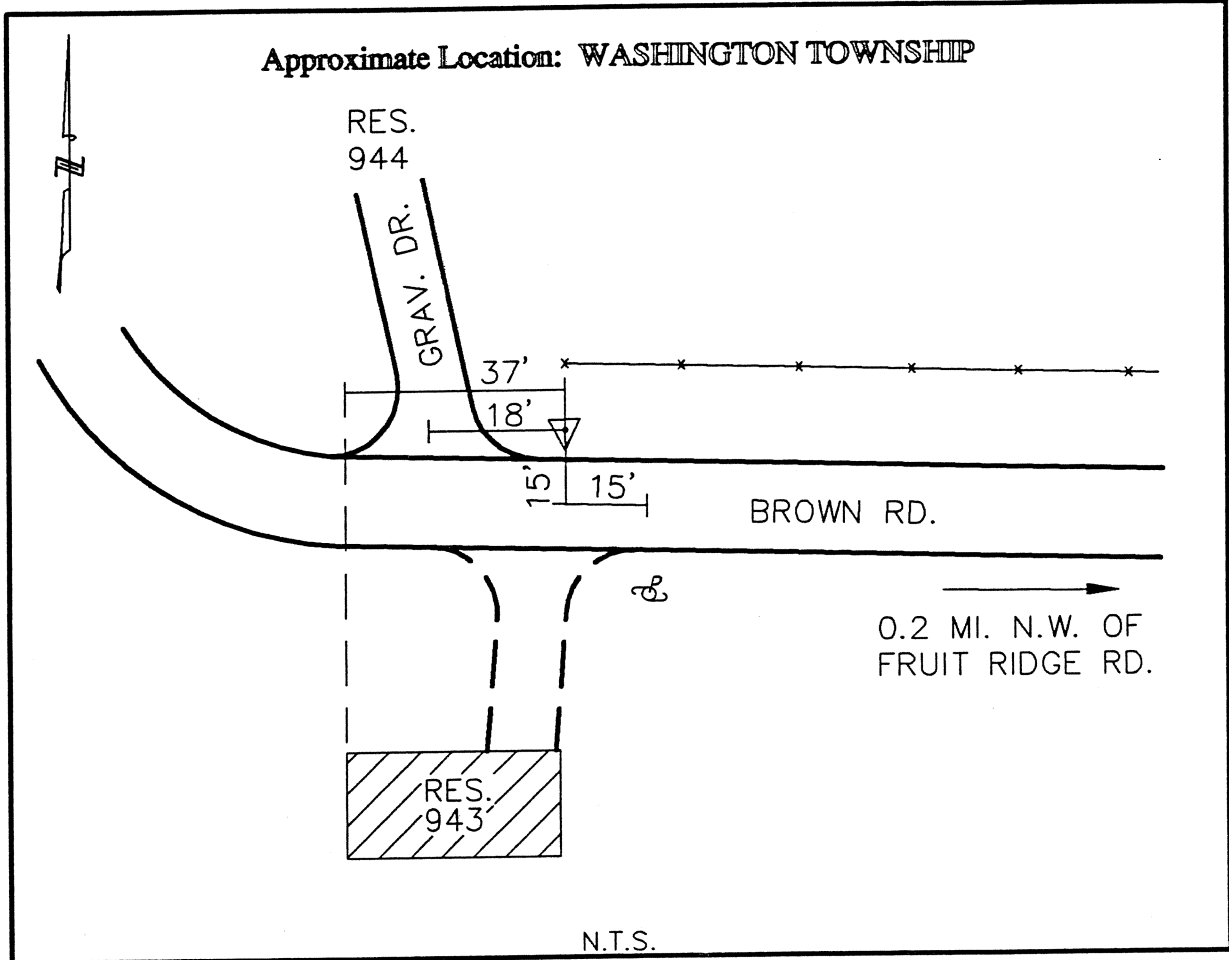 Approximate Location: WASHINGTON TOWNSHIP
N
RES.
944
GRAV. DR.
37'
18'
15'
15'
BROWN RD.
0.2 MI. N.W. OF
FRUIT RIDGE RD.
RES.
943
N.T.S.